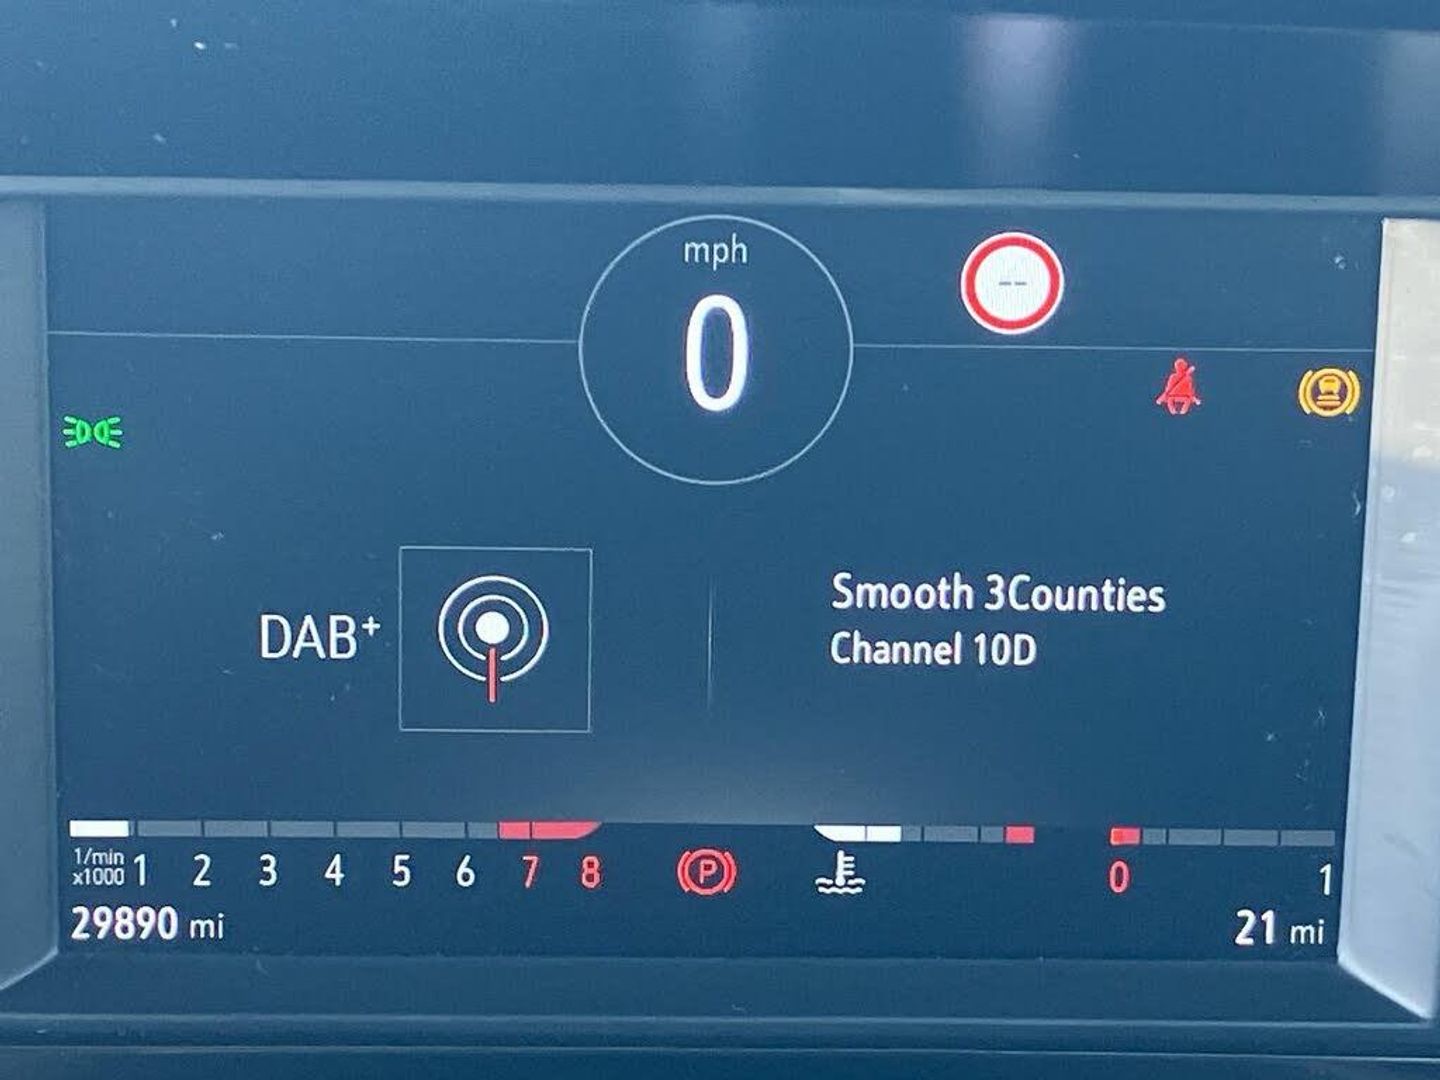 mph
0
--
DAB+
Smooth 3Counties
Channel 10D
1/min
x1000 1 2 3 4 5 6 7 8
P
0 1
29890 mi
21 mi